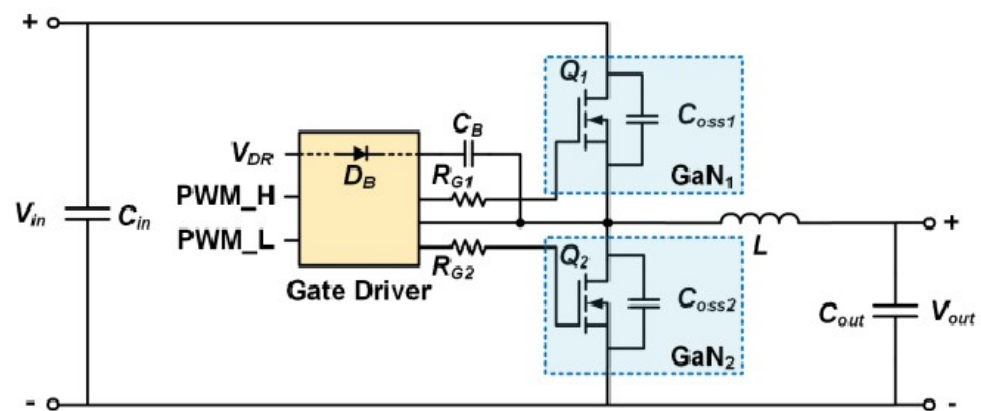 +
Q1
Coss1
GaN1
CB
VDR
DB
RG1
PWM_H
Vin
Cin
PWM_L
RG2
Gate Driver
L
+
Q2
Coss2
GaN2
Cout
Vout
-
-